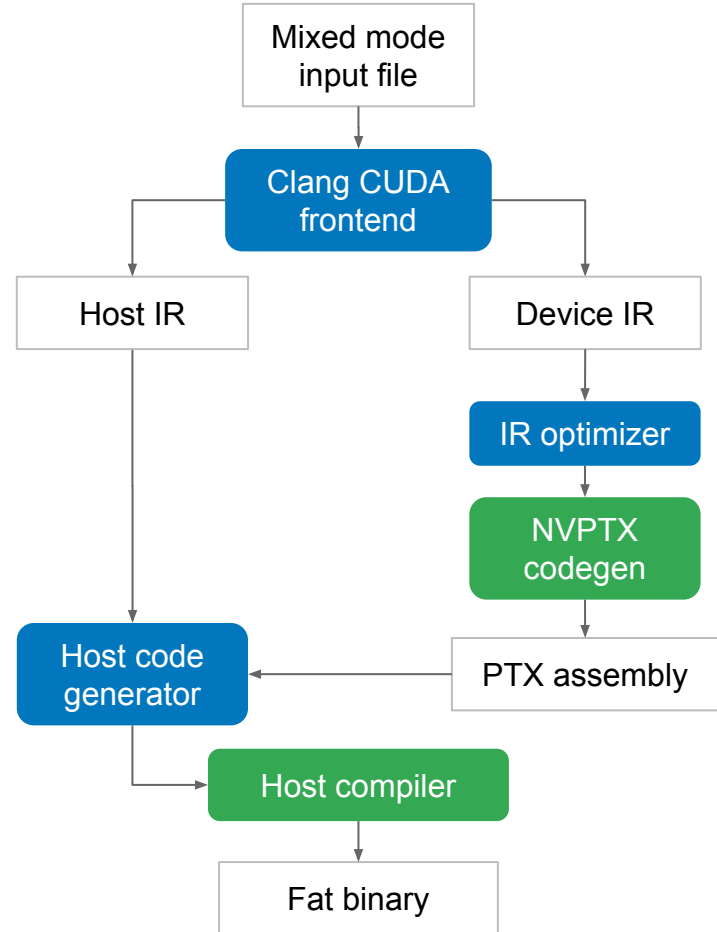 Mixed mode
input file
Clang CUDA
frontend
Host IR
Device IR
IR optimizer
NVPTX
codegen
Host code
generator
PTX assembly
Host compiler
Fat binary